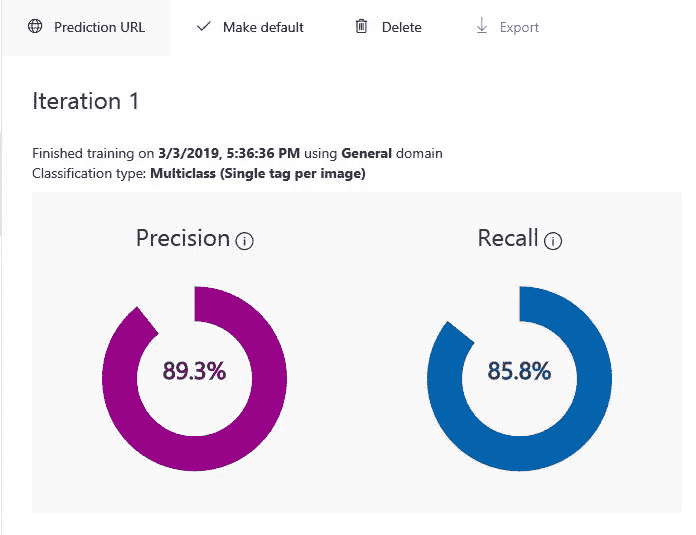 Prediction URL Make default Delete Export
Iteration 1
Finished training on 3/3/2019, 5:36:36 PM using General domain
Classification type: Multiclass (Single tag per image)
Precision Recall
89.3% 85.8%